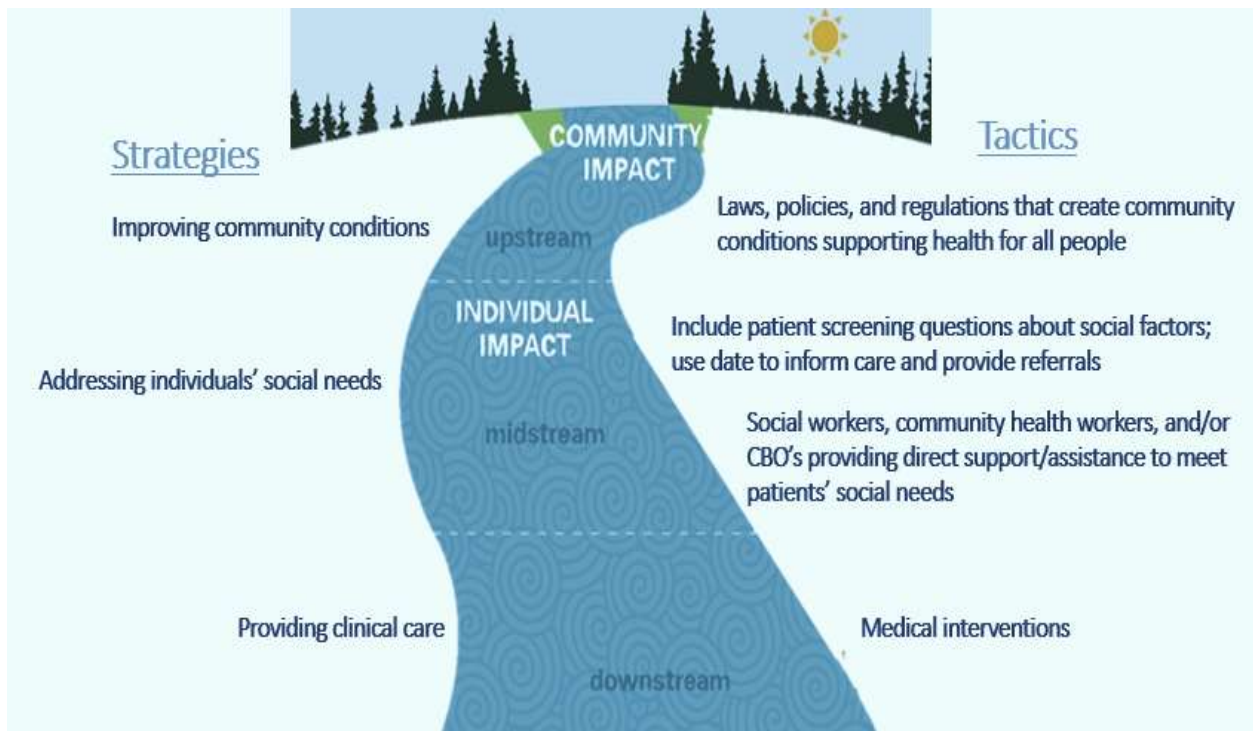 Strategies
Tactics
COMMUNITY
IMPACT
Improving community conditions
upstream
Laws, policies, and regulations that create community
conditions supporting health for all people
INDIVIDUAL
IMPACT
Addressing individuals’ social needs
midstream
Include patient screening questions about social factors;
use date to inform care and provide referrals
Social workers, community health workers, and/or
CBO’s providing direct support/assistance to meet
patients’ social needs
Providing clinical care
downstream
Medical interventions